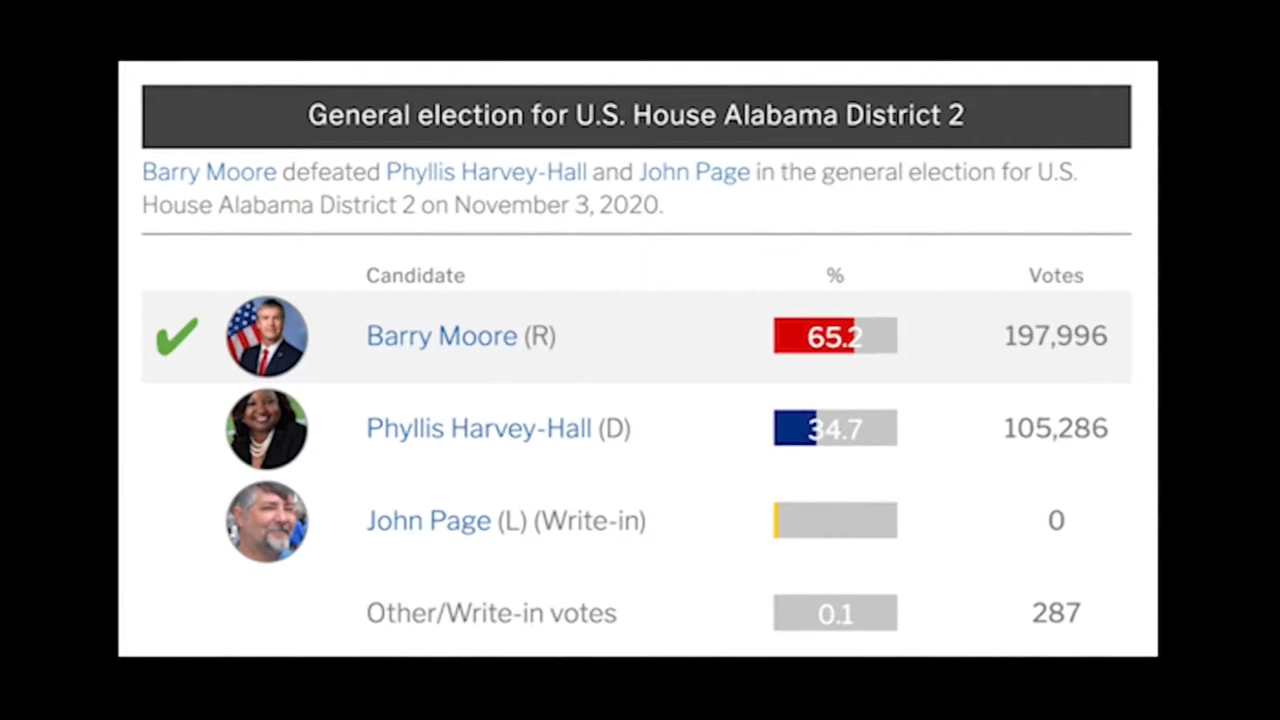 General election for U.S. House Alabama District 2
Barry Moore defeated Phyllis Harvey-Hall and John Page in the general election for U.S.
House Alabama District 2 on November 3, 2020.
Candidate % Votes
Barry Moore (R) 65.2 197,996
Phyllis Harvey-Hall (D) 34.7 105,286
John Page (L) (Write-in) 0
Other/Write-in votes 0.1 287